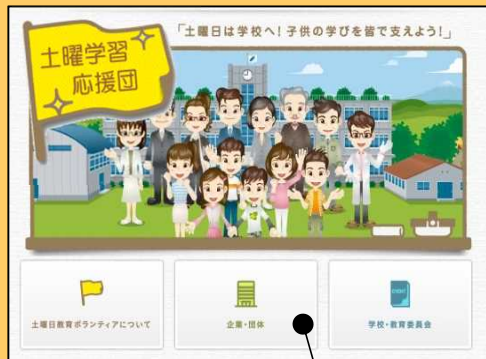 「土曜日は学校へ!子供の学びを皆で支えよう!」
土曜学習
応援団
土曜日教育ボランティアについて
企業・団体
EVENT
学校・教育委員会